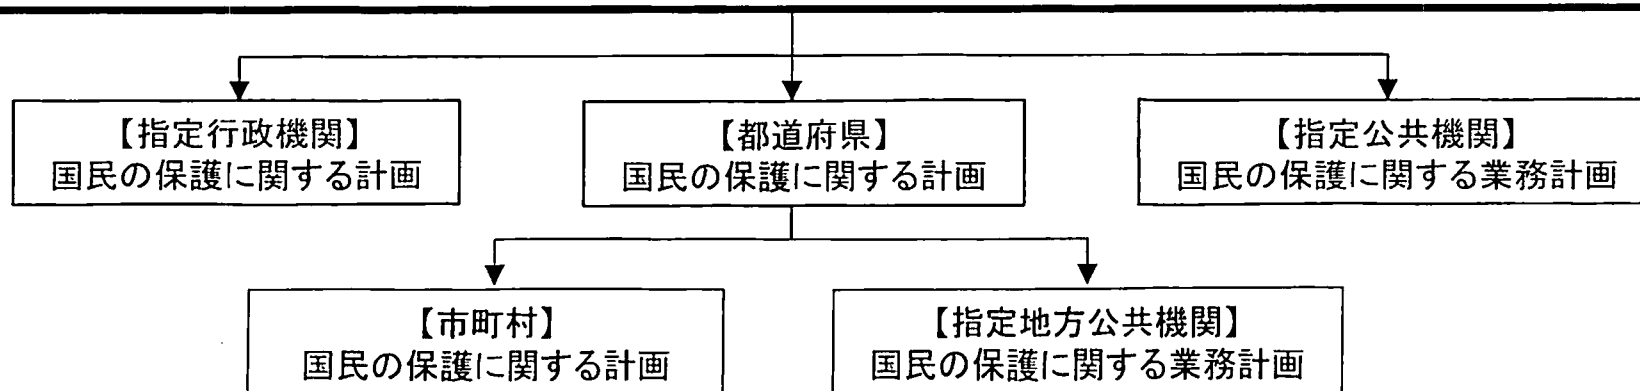 【指定行政機関】
国民の保護に関する計画
【都道府県】
国民の保護に関する計画
【指定公共機関】
国民の保護に関する業務計画
【市町村】
国民の保護に関する計画
【指定地方公共機関】
国民の保護に関する業務計画